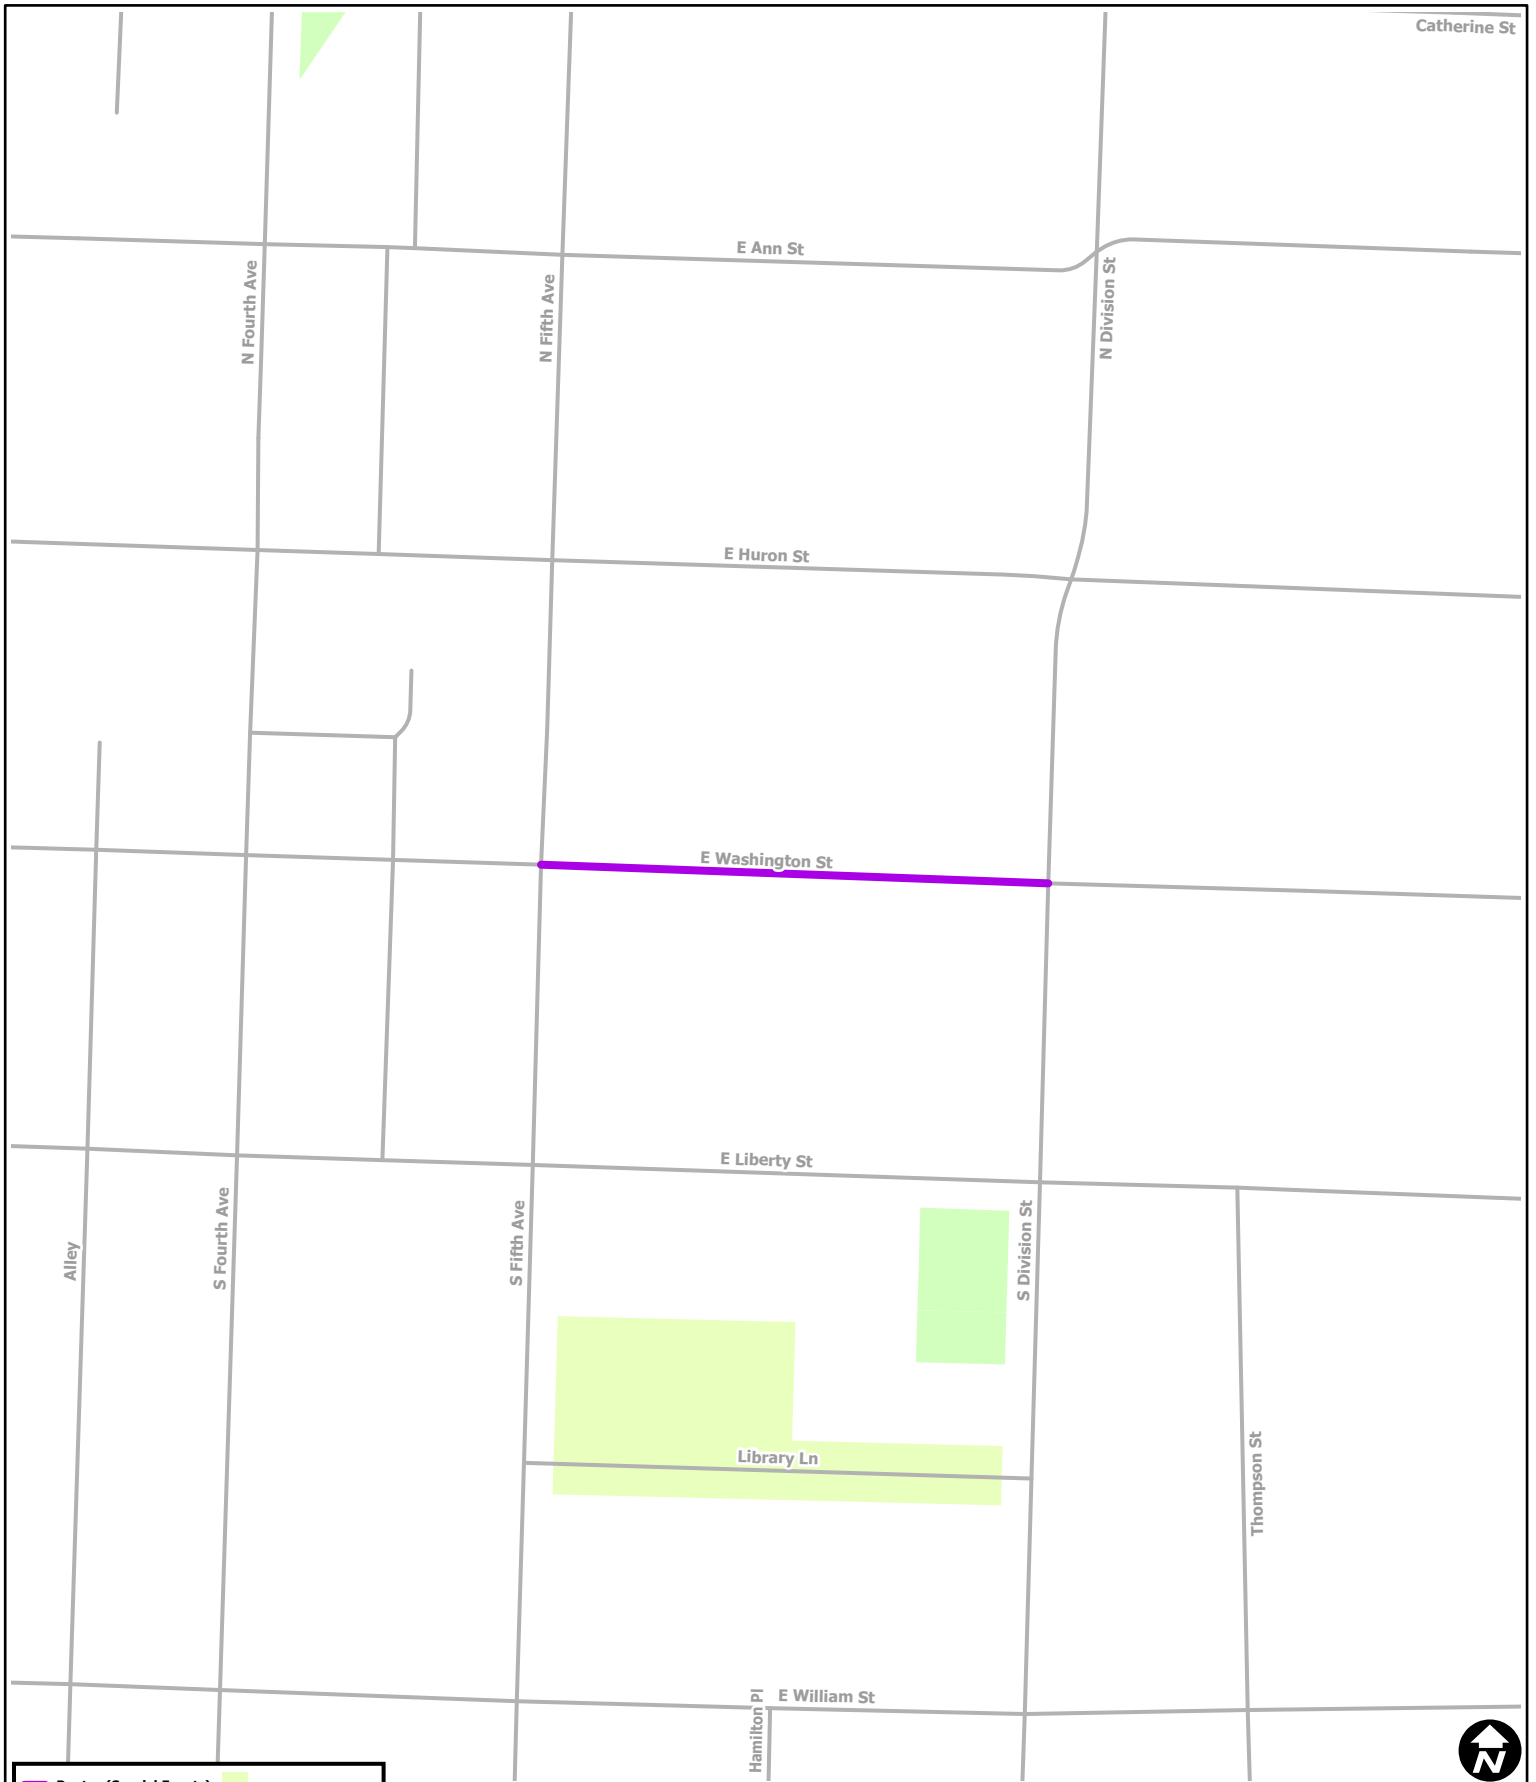 Catherine St
E Ann St
N Fourth Ave
N Fifth Ave
N Division St
E Huron St
E Washington St
E Liberty St
S Fourth Ave
S Fifth Ave
S Division St
Alley
Library Ln
Thompson St
E William St
Hamilton Pl
N